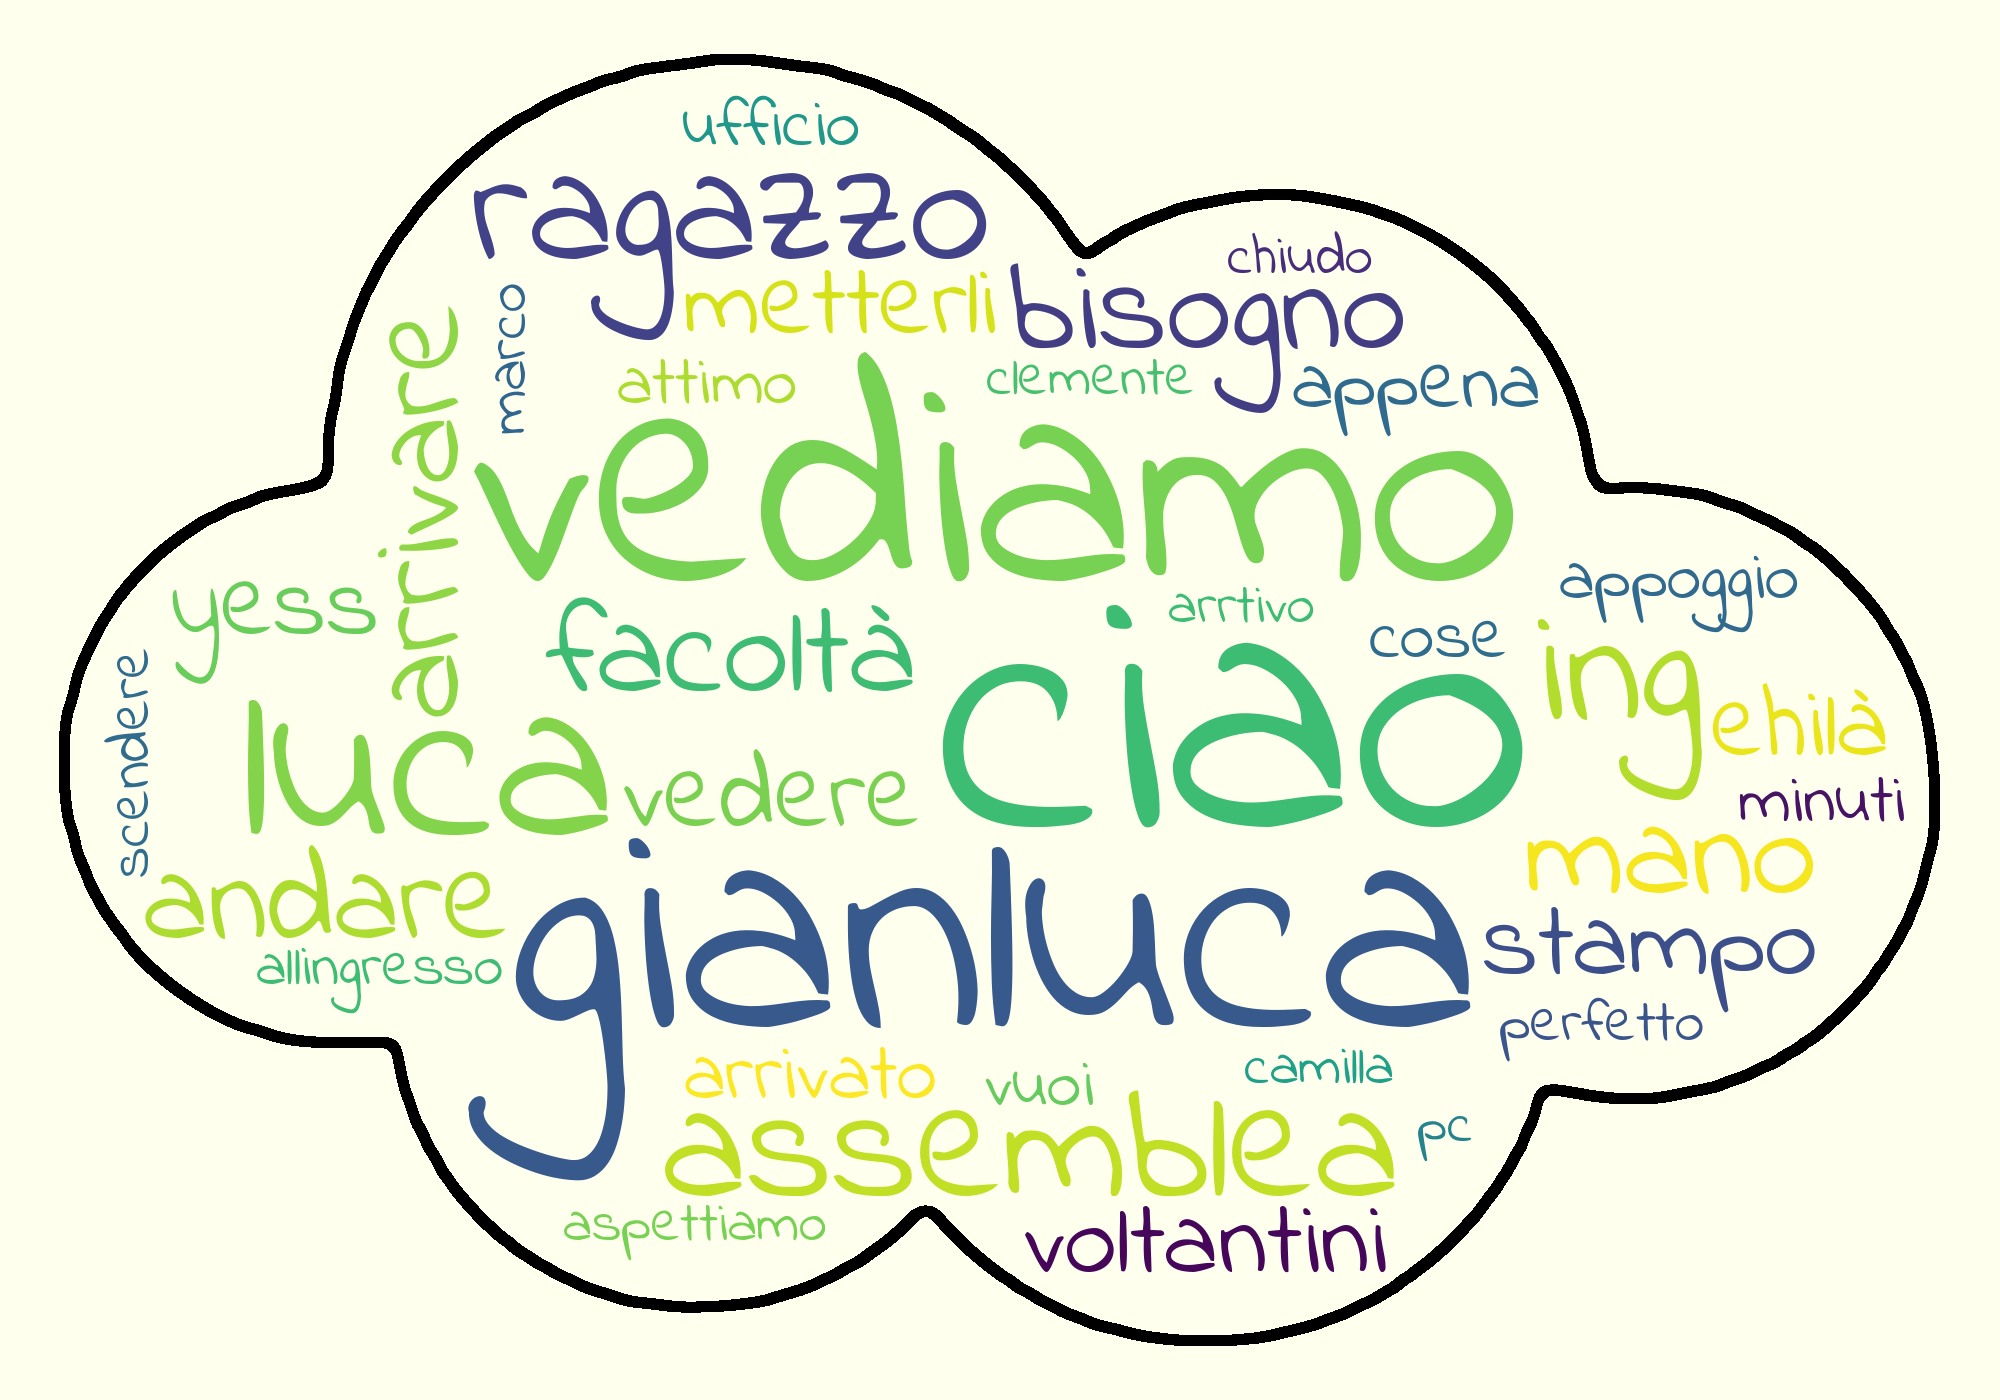 ufficio
ragazzo
chiudo
metterli
bisogno
marco
arrivare
attimo
clemente
appena
vediamo
yess
facoltà
arrtivo
appoggio
cose
ing
scendere
luca
vedere
ciao
ehilà
minuti
andare
gianluca
mano
stampo
allingresso
perfetto
arrivato
vuoi
camilla
assemblea
pc
aspettiamo
voltantini